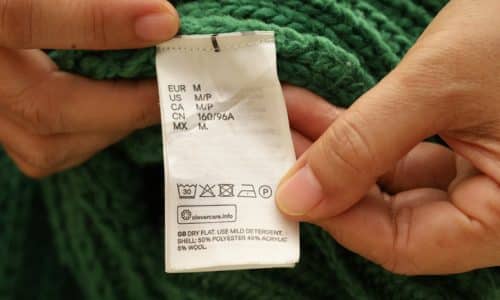 EUR M
US M/P
CA M/P
CN 160/96A
MX M.
30 P
clevercare.info
GB DRY FLAT. USE MILD DETERGENT.
SHELL: 50% POLYESTER 45% ACRYLIC
5% WOOL.